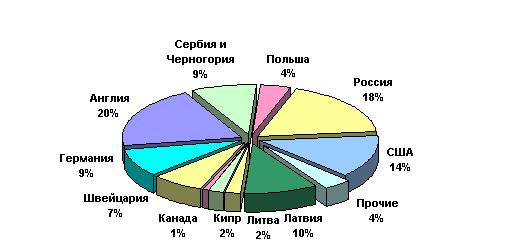 Сербия и
Черногория
9%
Польша
4%
Россия
18%
Англия
20%
США
14%
Германия
9%
Швейцария
7%
Канада
1%
Кипр
2%
Литва
2%
Латвия
10%
Прочие
4%